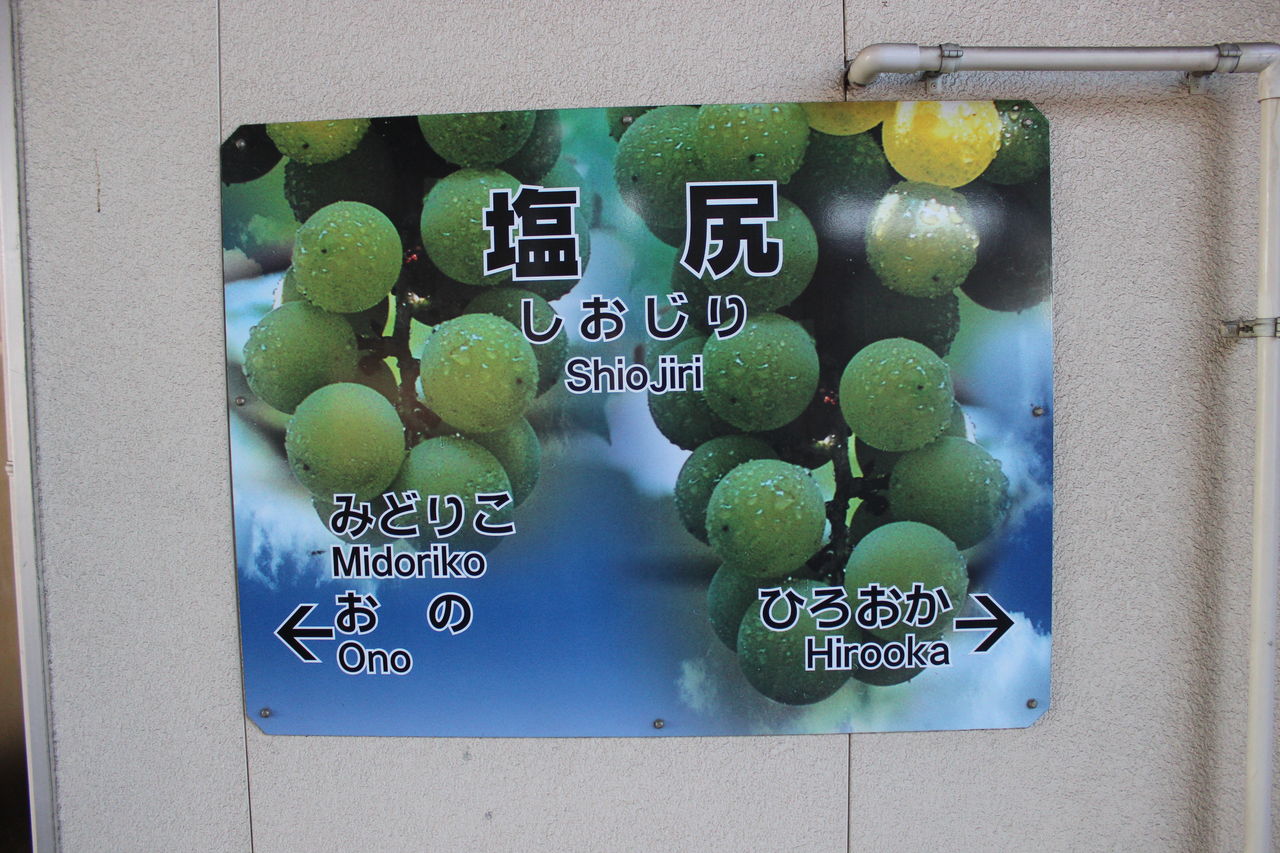 塩尻
しおじり
Shiojiri
みどりこ
Midoriko
← おの
Ono
ひろおか →
Hirooka